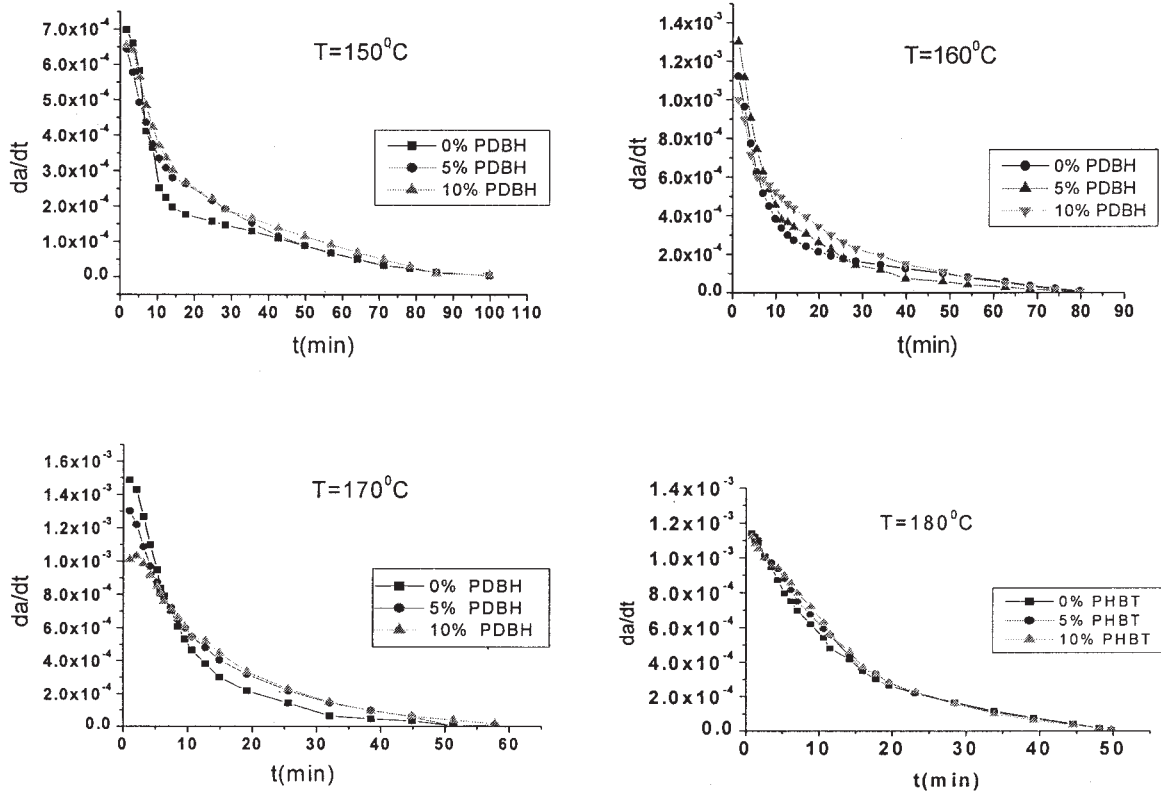 7.0x10⁻⁴
6.0x10⁻⁴
5.0x10⁻⁴
4.0x10⁻⁴
3.0x10⁻⁴
2.0x10⁻⁴
1.0x10⁻⁴
0.0
da/dt
T=150⁰C
0% PDBH
5% PDBH
10% PDBH
0 10 20 30 40 50 60 70 80 90 100 110
t(min)
1.4x10⁻³
1.2x10⁻³
1.0x10⁻³
8.0x10⁻⁴
6.0x10⁻⁴
4.0x10⁻⁴
2.0x10⁻⁴
0.0
da/dt
T=160⁰C
0% PDBH
5% PDBH
10% PDBH
0 10 20 30 40 50 60 70 80 90
t(min)
1.6x10⁻³
1.4x10⁻³
1.2x10⁻³
1.0x10⁻³
8.0x10⁻⁴
6.0x10⁻⁴
4.0x10⁻⁴
2.0x10⁻⁴
0.0
da/dt
T=170⁰C
0% PDBH
5% PDBH
10% PDBH
0 10 20 30 40 50 60
t(min)
1.4x10⁻³
1.2x10⁻³
1.0x10⁻³
8.0x10⁻⁴
6.0x10⁻⁴
4.0x10⁻⁴
2.0x10⁻⁴
0.0
da/dt
T=180⁰C
0% PHBT
5% PHBT
10% PHBT
0 10 20 30 40 50
t(min)